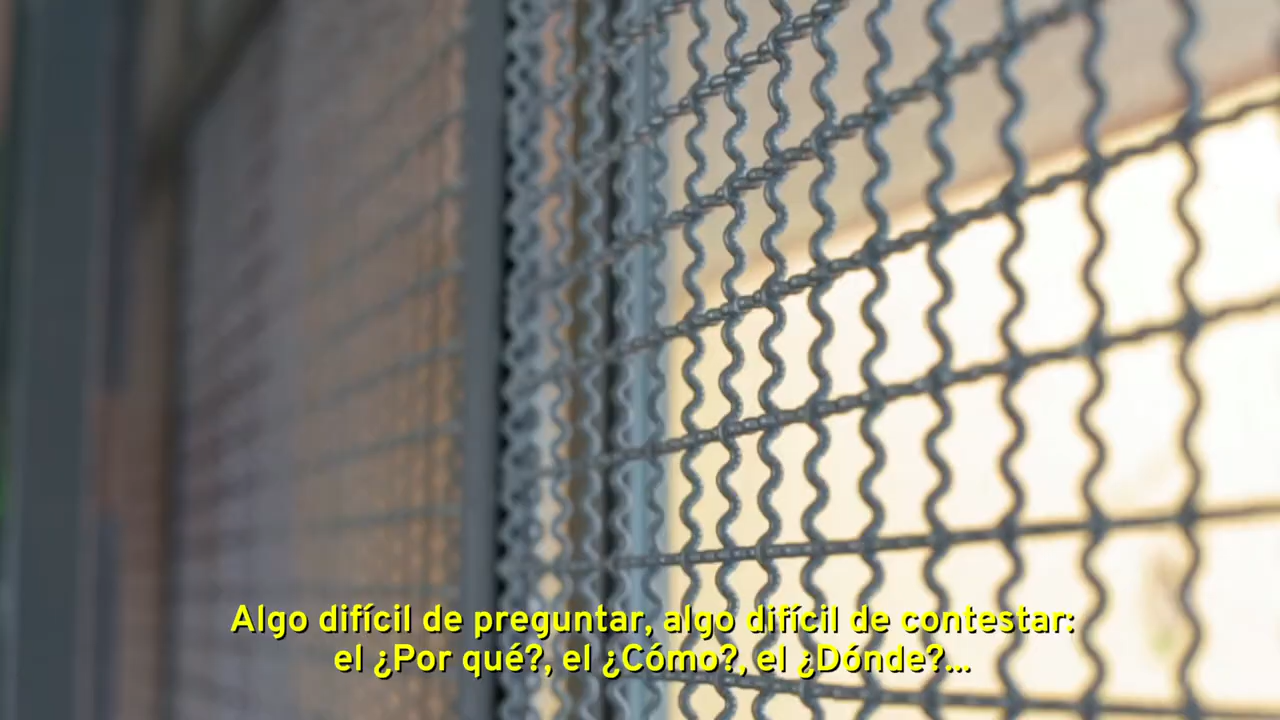 Algo difícil de preguntar, algo difícil de contestar:
el ¿Por qué?, el ¿Cómo?, el ¿Dónde?...